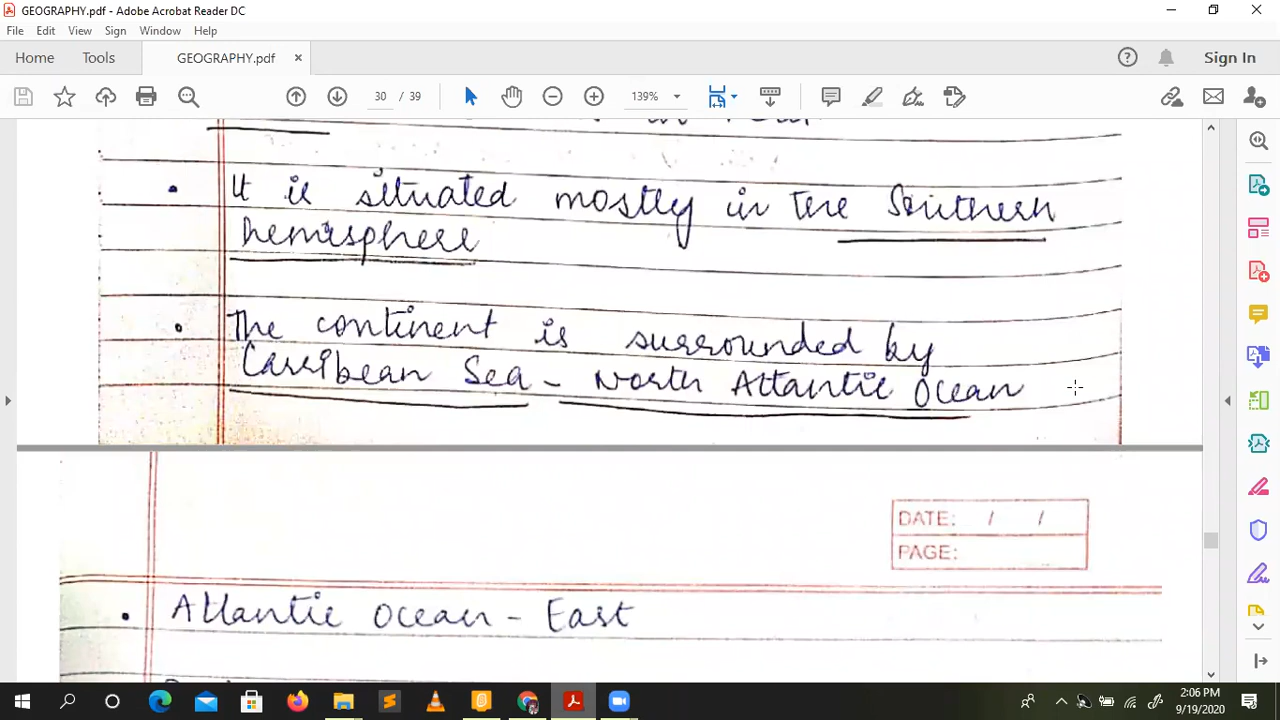 GEOGRAPHY.pdf - Adobe Acrobat Reader DC
File Edit View Sign Window Help
Home Tools GEOGRAPHY.pdf × Sign In
30 / 39 139%
• It is situated mostly in the Southern
hemisphere
• The continent is surrounded by
Carribean Sea - North Atlantic Ocean
DATE: / /
PAGE:
• Atlantic Ocean - East
2:06 PM
9/19/2020